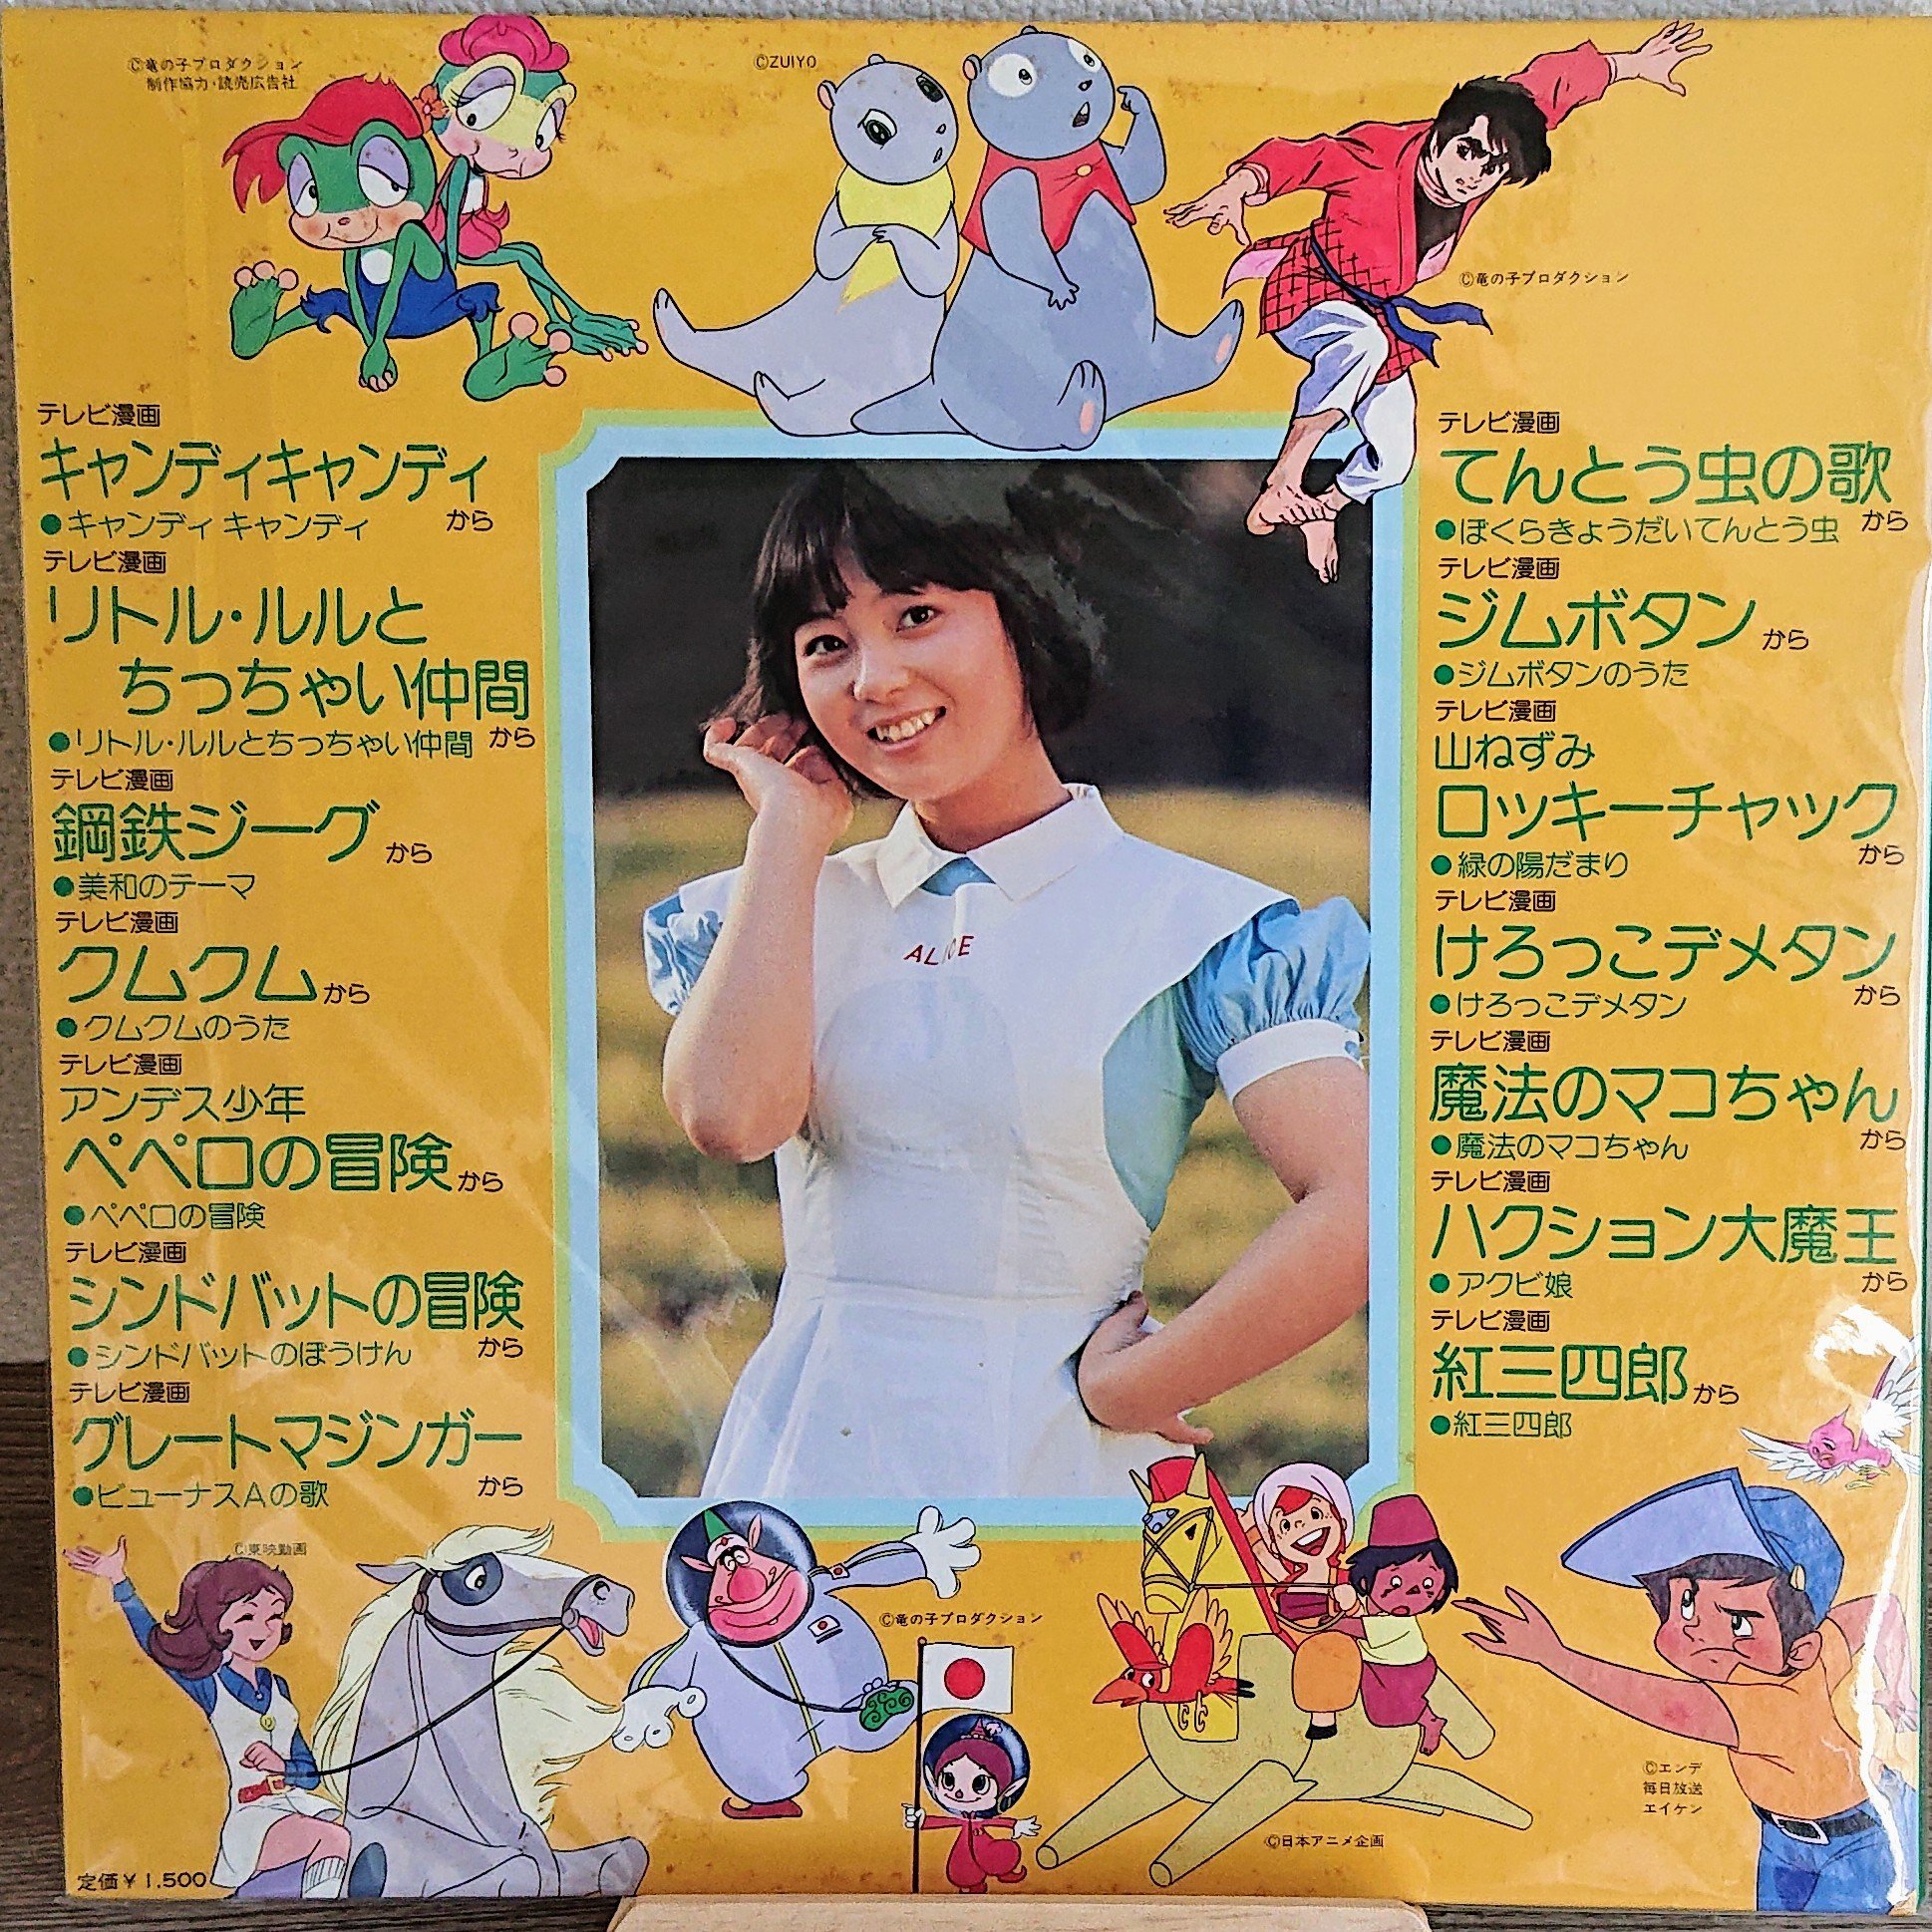 ©竜の子プロダクション
制作協力・読売広告社
©ZUIYO
©竜の子プロダクション
テレビ漫画
キャンディキャンディ
から
●キャンディ キャンディ
テレビ漫画
リトル・ルルと
ちっちゃい仲間
から
●リトル・ルルとちっちゃい仲間
テレビ漫画
鋼鉄ジーグから
●美和のテーマ
テレビ漫画
クムクムから
●クムクムのうた
テレビ漫画
アンデス少年
ペペロの冒険から
●ペペロの冒険
テレビ漫画
シンドバットの冒険
から
●シンドバットのぼうけん
テレビ漫画
グレートマジンガー
から
●ビューナスAの歌
ALICE
テレビ漫画
てんとう虫の歌
から
●ぼくらきょうだいてんとう虫
テレビ漫画
ジムボタンから
●ジムボタンのうた
テレビ漫画
山ねずみ
ロッキーチャック
から
●緑の陽だまり
テレビ漫画
けろっこデメタン
から
●けろっこデメタン
テレビ漫画
魔法のマコちゃん
から
●魔法のマコちゃん
テレビ漫画
ハクション大魔王
から
●アクビ娘
テレビ漫画
紅三四郎から
●紅三四郎
©東映動画
©竜の子プロダクション
©日本アニメ企画
©エンデ
毎日放送
エイケン
定価￥1,500